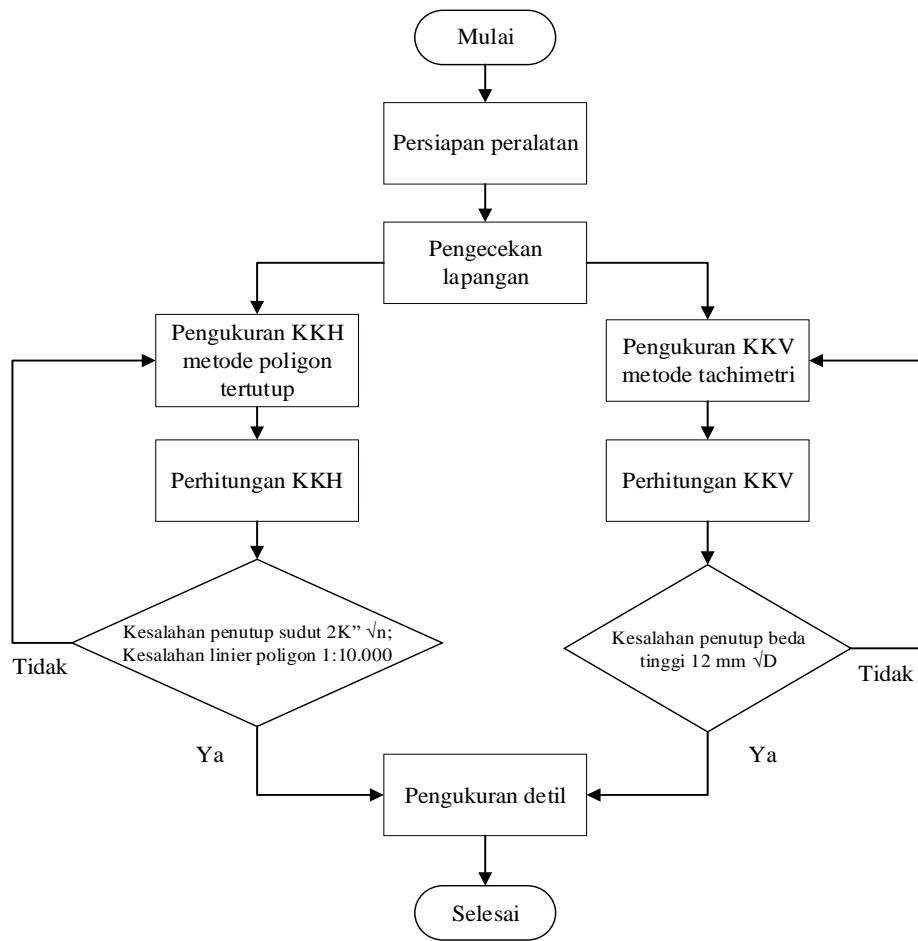 Mulai
Persiapan peralatan
Pengecekan
lapangan
Pengukuran KKH
metode poligon
tertutup
Perhitungan KKH
Kesalahan penutup sudut 2K” √n;
Kesalahan linier poligon 1:10.000
Tidak
Ya
Pengukuran KKV
metode tachimetri
Perhitungan KKV
Kesalahan penutup beda
tinggi 12 mm √D
Tidak
Ya
Pengukuran detil
Selesai